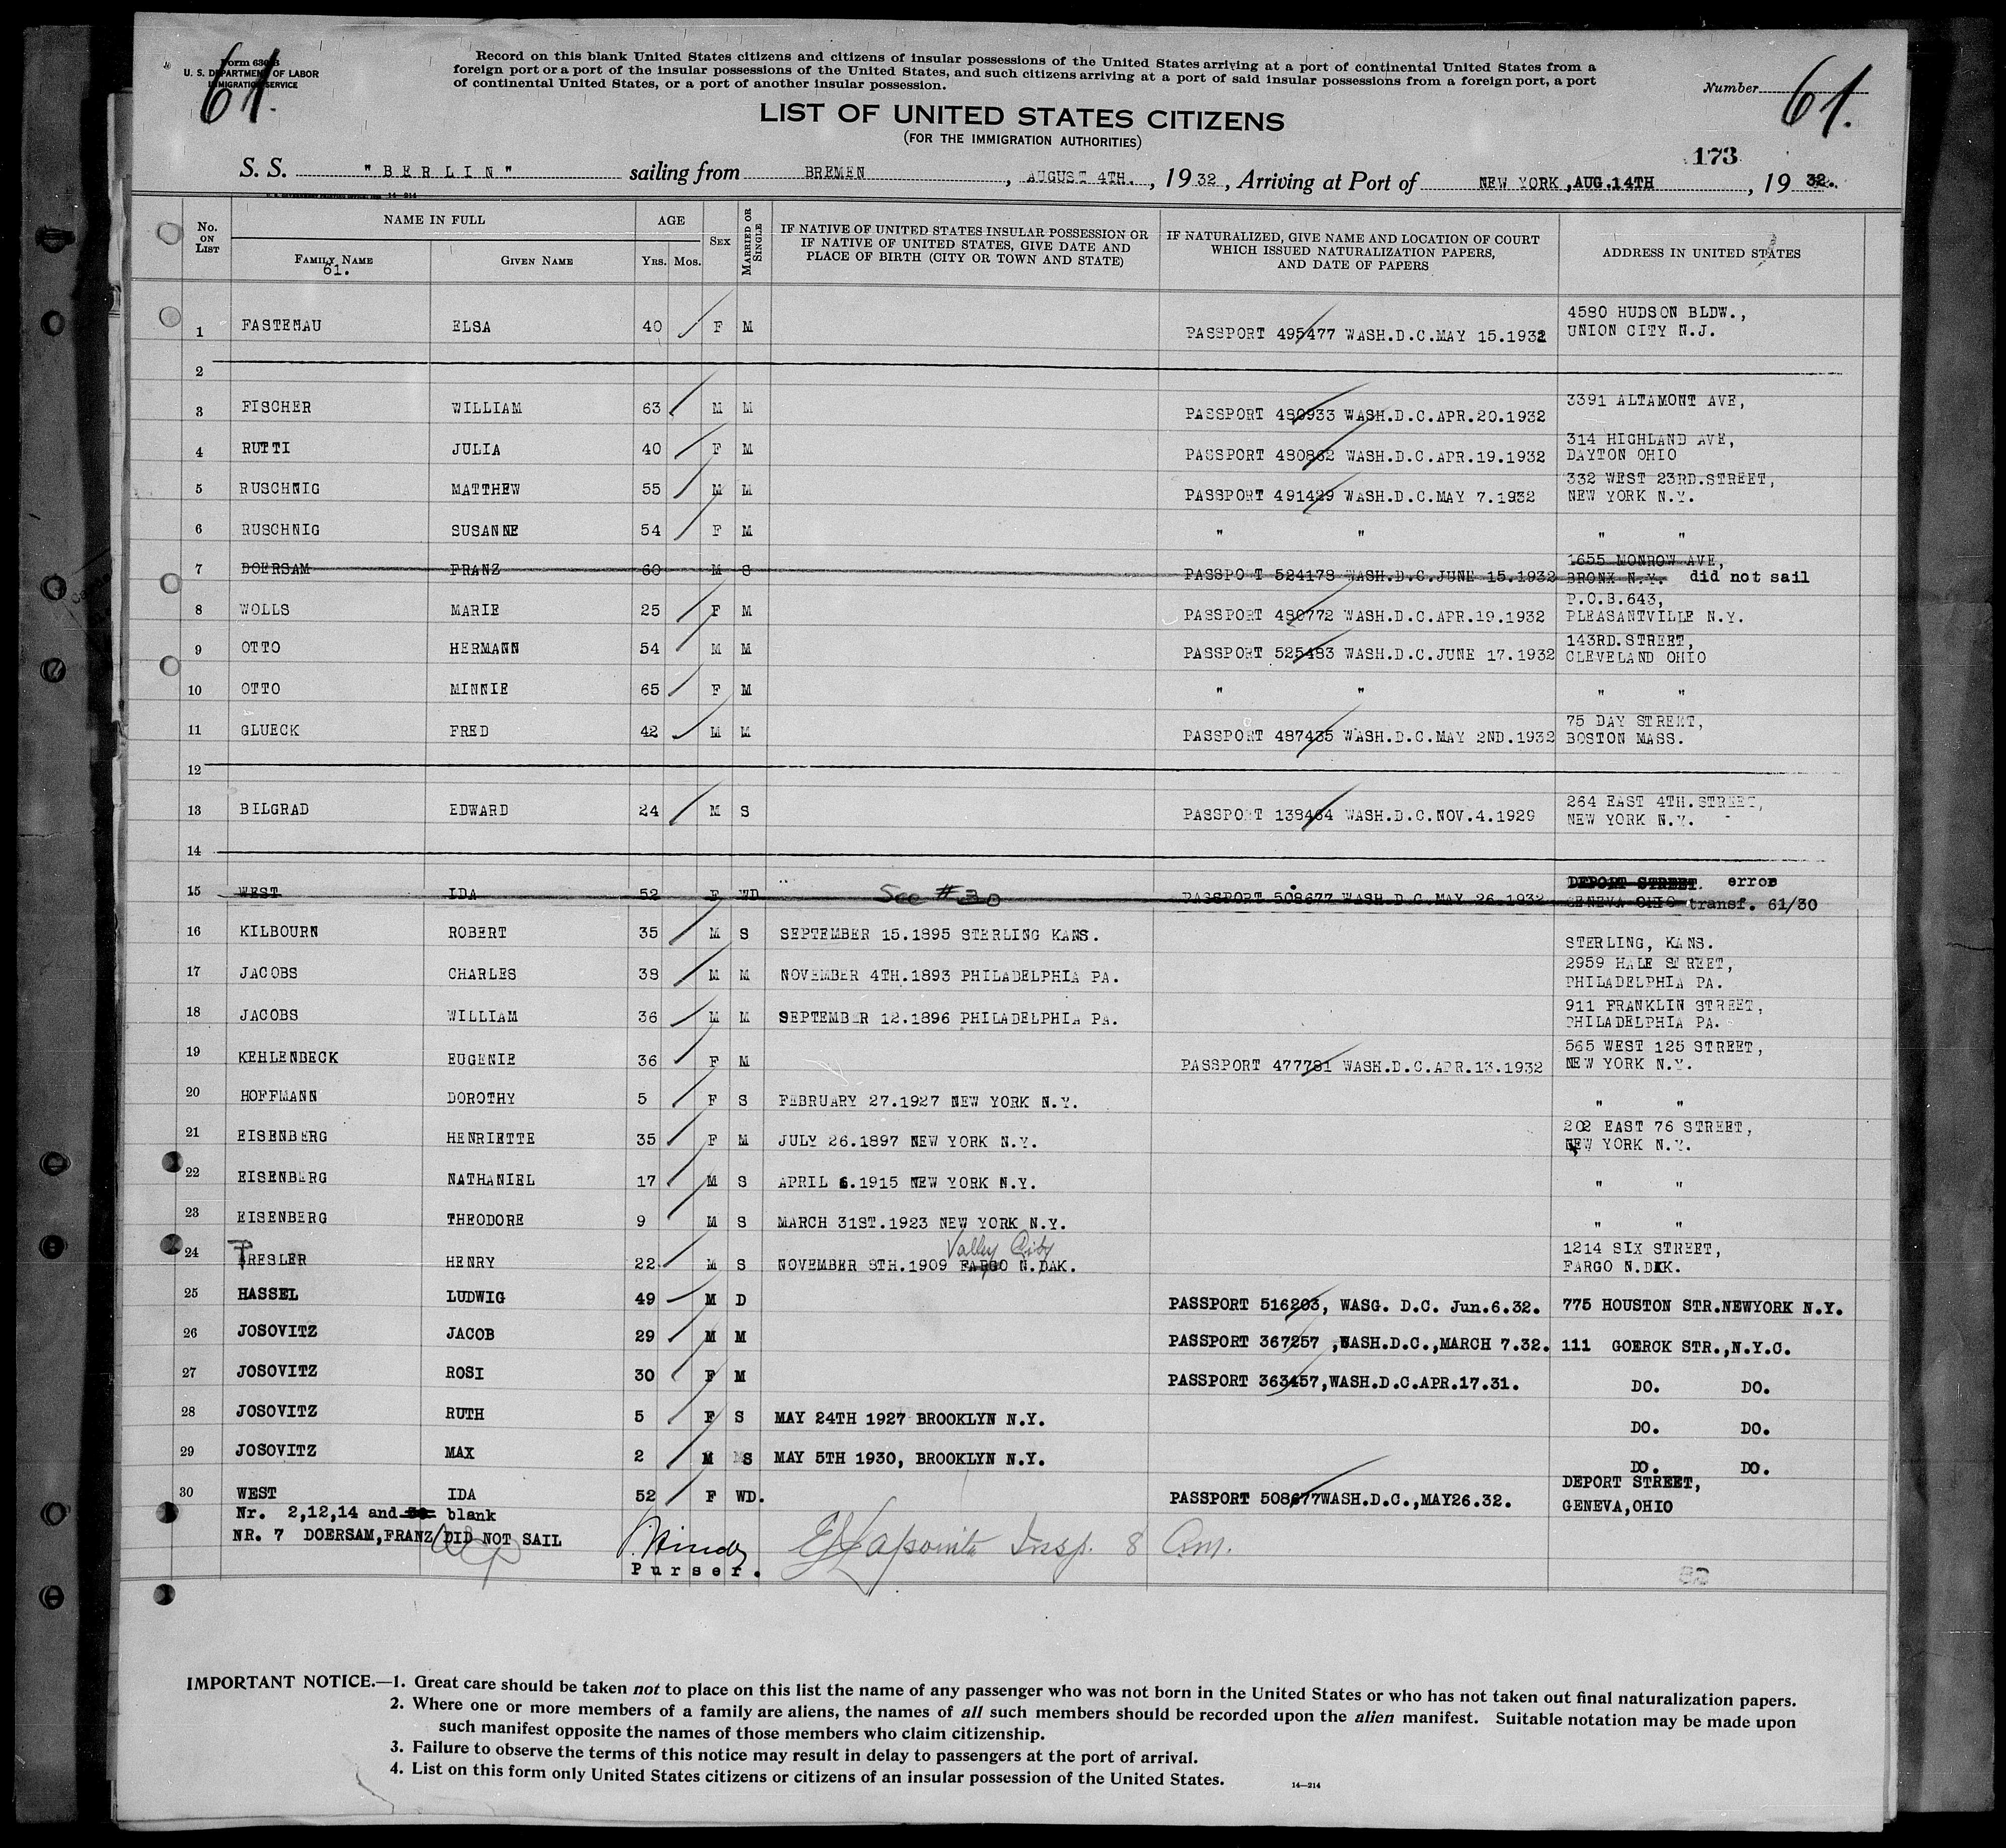 Form 630 B
U. S. DEPARTMENT OF LABOR
IMMIGRATION SERVICE
61.
Record on this blank United States citizens and citizens of insular possessions of the United States arriving at a port of continental United States from a
foreign port or a port of the insular possessions of the United States, and such citizens arriving at a port of said insular possessions from a foreign port, a port
of continental United States, or a port of another insular possession.
Number 61.
LIST OF UNITED STATES CITIZENS
(FOR THE IMMIGRATION AUTHORITIES)
173
S. S. "BERLIN" sailing from BREMEN, AUGUST 4TH., 1932, Arriving at Port of NEW YORK, AUG.14TH, 1932.
14-214
No. ON LIST
NAME IN FULL
FAMILY NAME
61.
GIVEN NAME
AGE
YRS. MOS.
SEX
MARRIED OR SINGLE
IF NATIVE OF UNITED STATES INSULAR POSSESSION OR
IF NATIVE OF UNITED STATES, GIVE DATE AND
PLACE OF BIRTH (CITY OR TOWN AND STATE)
IF NATURALIZED, GIVE NAME AND LOCATION OF COURT
WHICH ISSUED NATURALIZATION PAPERS,
AND DATE OF PAPERS
ADDRESS IN UNITED STATES
1 FASTENAU ELSA 40 F M PASSPORT 495477 WASH.D.C.MAY 15.1932 4580 HUDSON BLDW.,
UNION CITY N.J.
2
3 FISCHER WILLIAM 63 M M PASSPORT 480933 WASH.D.C.APR.20.1932 3391 ALTAMONT AVE,
4 RUTTI JULIA 40 F M PASSPORT 480862 WASH.D.C.APR.19.1932 314 HIGHLAND AVE,
DAYTON OHIO
5 RUSCHNIG MATTHEW 55 M M PASSPORT 491429 WASH.D.C.MAY 7.1932 332 WEST 23RD.STREET,
NEW YORK N.Y.
6 RUSCHNIG SUSANNE 54 F M " " " "
7 DOERSAM FRANZ 60 M S PASSPORT 524178 WASH.D.C.JUNE 15.1932 1655 MONROW AVE,
BRONX N.Y. did not sail
8 WOLLS MARIE 25 F M PASSPORT 480772 WASH.D.C.APR.19.1932 P.O.B.643,
PLEASANTVILLE N.Y.
9 OTTO HERMANN 54 M M PASSPORT 525483 WASH.D.C.JUNE 17.1932 143RD.STREET,
CLEVELAND OHIO
10 OTTO MINNIE 65 F M " " " "
11 GLUECK FRED 42 M M PASSPORT 487435 WASH.D.C.MAY 2ND.1932 75 DAY STREET,
BOSTON MASS.
12
13 BILGRAD EDWARD 24 M S PASSPORT 138464 WASH.D.C.NOV.4.1929 264 EAST 4TH.STREET,
NEW YORK N.Y.
14
15 WEST IDA 52 F WD See #30 PASSPORT 508677 WASH.D.C.MAY 26.1932 DEPORT STREET. error
GENEVA OHIO transf. 61/30
16 KILBOURN ROBERT 35 M S SEPTEMBER 15.1895 STERLING KANS. STERLING, KANS.
17 JACOBS CHARLES 38 M M NOVEMBER 4TH.1893 PHILADELPHIA PA. 2959 HALE STREET,
PHILADELPHIA PA.
18 JACOBS WILLIAM 36 M M SEPTEMBER 12.1896 PHILADELPHIA PA. 911 FRANKLIN STREET,
PHILADELPHIA PA.
19 KEHLENBECK EUGENIE 36 F M PASSPORT 477781 WASH.D.C.APR.13.1932 565 WEST 125 STREET,
NEW YORK N.Y.
20 HOFFMANN DOROTHY 5 F S FEBRUARY 27.1927 NEW YORK N.Y. " "
21 EISENBERG HENRIETTE 35 F M JULY 26.1897 NEW YORK N.Y. 202 EAST 76 STREET,
NEW YORK N.Y.
22 EISENBERG NATHANIEL 17 M S APRIL 6.1915 NEW YORK N.Y. " "
23 EISENBERG THEODORE 9 M S MARCH 31ST.1923 NEW YORK N.Y. " "
Valley City
24 TRESLER HENRY 22 M S NOVEMBER 8TH.1909 FARGO N.DAK. 1214 SIX STREET,
FARGO N.DAK.
25 HASSEL LUDWIG 49 M D PASSPORT 516203, WASG. D.C. Jun.6.32. 775 HOUSTON STR.NEWYORK N.Y.
26 JOSOVITZ JACOB 29 M M PASSPORT 367257 ,WASH.D.C.,MARCH 7.32. 111 GOERCK STR.,N.Y.C.
27 JOSOVITZ ROSI 30 F M PASSPORT 363457,WASH.D.C.APR.17.31. DO. DO.
28 JOSOVITZ RUTH 5 F S MAY 24TH 1927 BROOKLYN N.Y. DO. DO.
29 JOSOVITZ MAX 2 M S MAY 5TH 1930, BROOKLYN N.Y. DO. DO.
30 WEST IDA 52 F WD. PASSPORT 508677WASH.D.C.,MAY26.32. DEPORT STREET,
GENEVA,OHIO
Nr. 2,12,14 and 30 blank
NR. 7 DOERSAM,FRANZ DID NOT SAIL
Purser.
Insp. 8 Am.
82
IMPORTANT NOTICE.—1. Great care should be taken not to place on this list the name of any passenger who was not born in the United States or who has not taken out final naturalization papers.
2. Where one or more members of a family are aliens, the names of all such members should be recorded upon the alien manifest. Suitable notation may be made upon
such manifest opposite the names of those members who claim citizenship.
3. Failure to observe the terms of this notice may result in delay to passengers at the port of arrival.
4. List on this form only United States citizens or citizens of an insular possession of the United States.
14—214